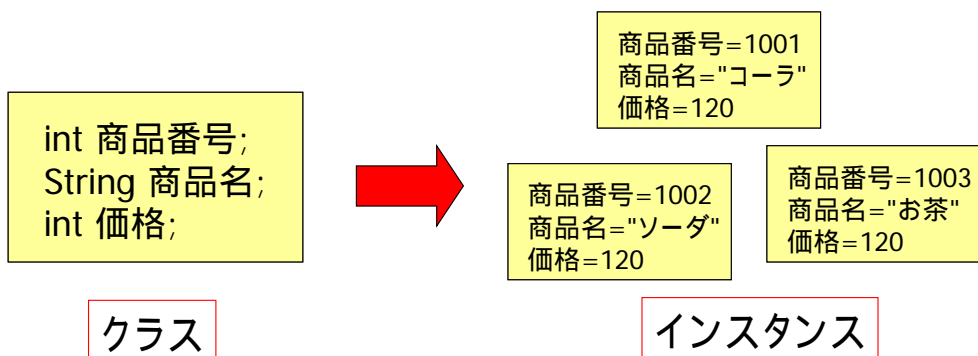 int 商品番号;
String 商品名;
int 価格;
クラス
商品番号=1001
商品名="コーラ"
価格=120
商品番号=1002
商品名="ソーダ"
価格=120
商品番号=1003
商品名="お茶"
価格=120
インスタンス